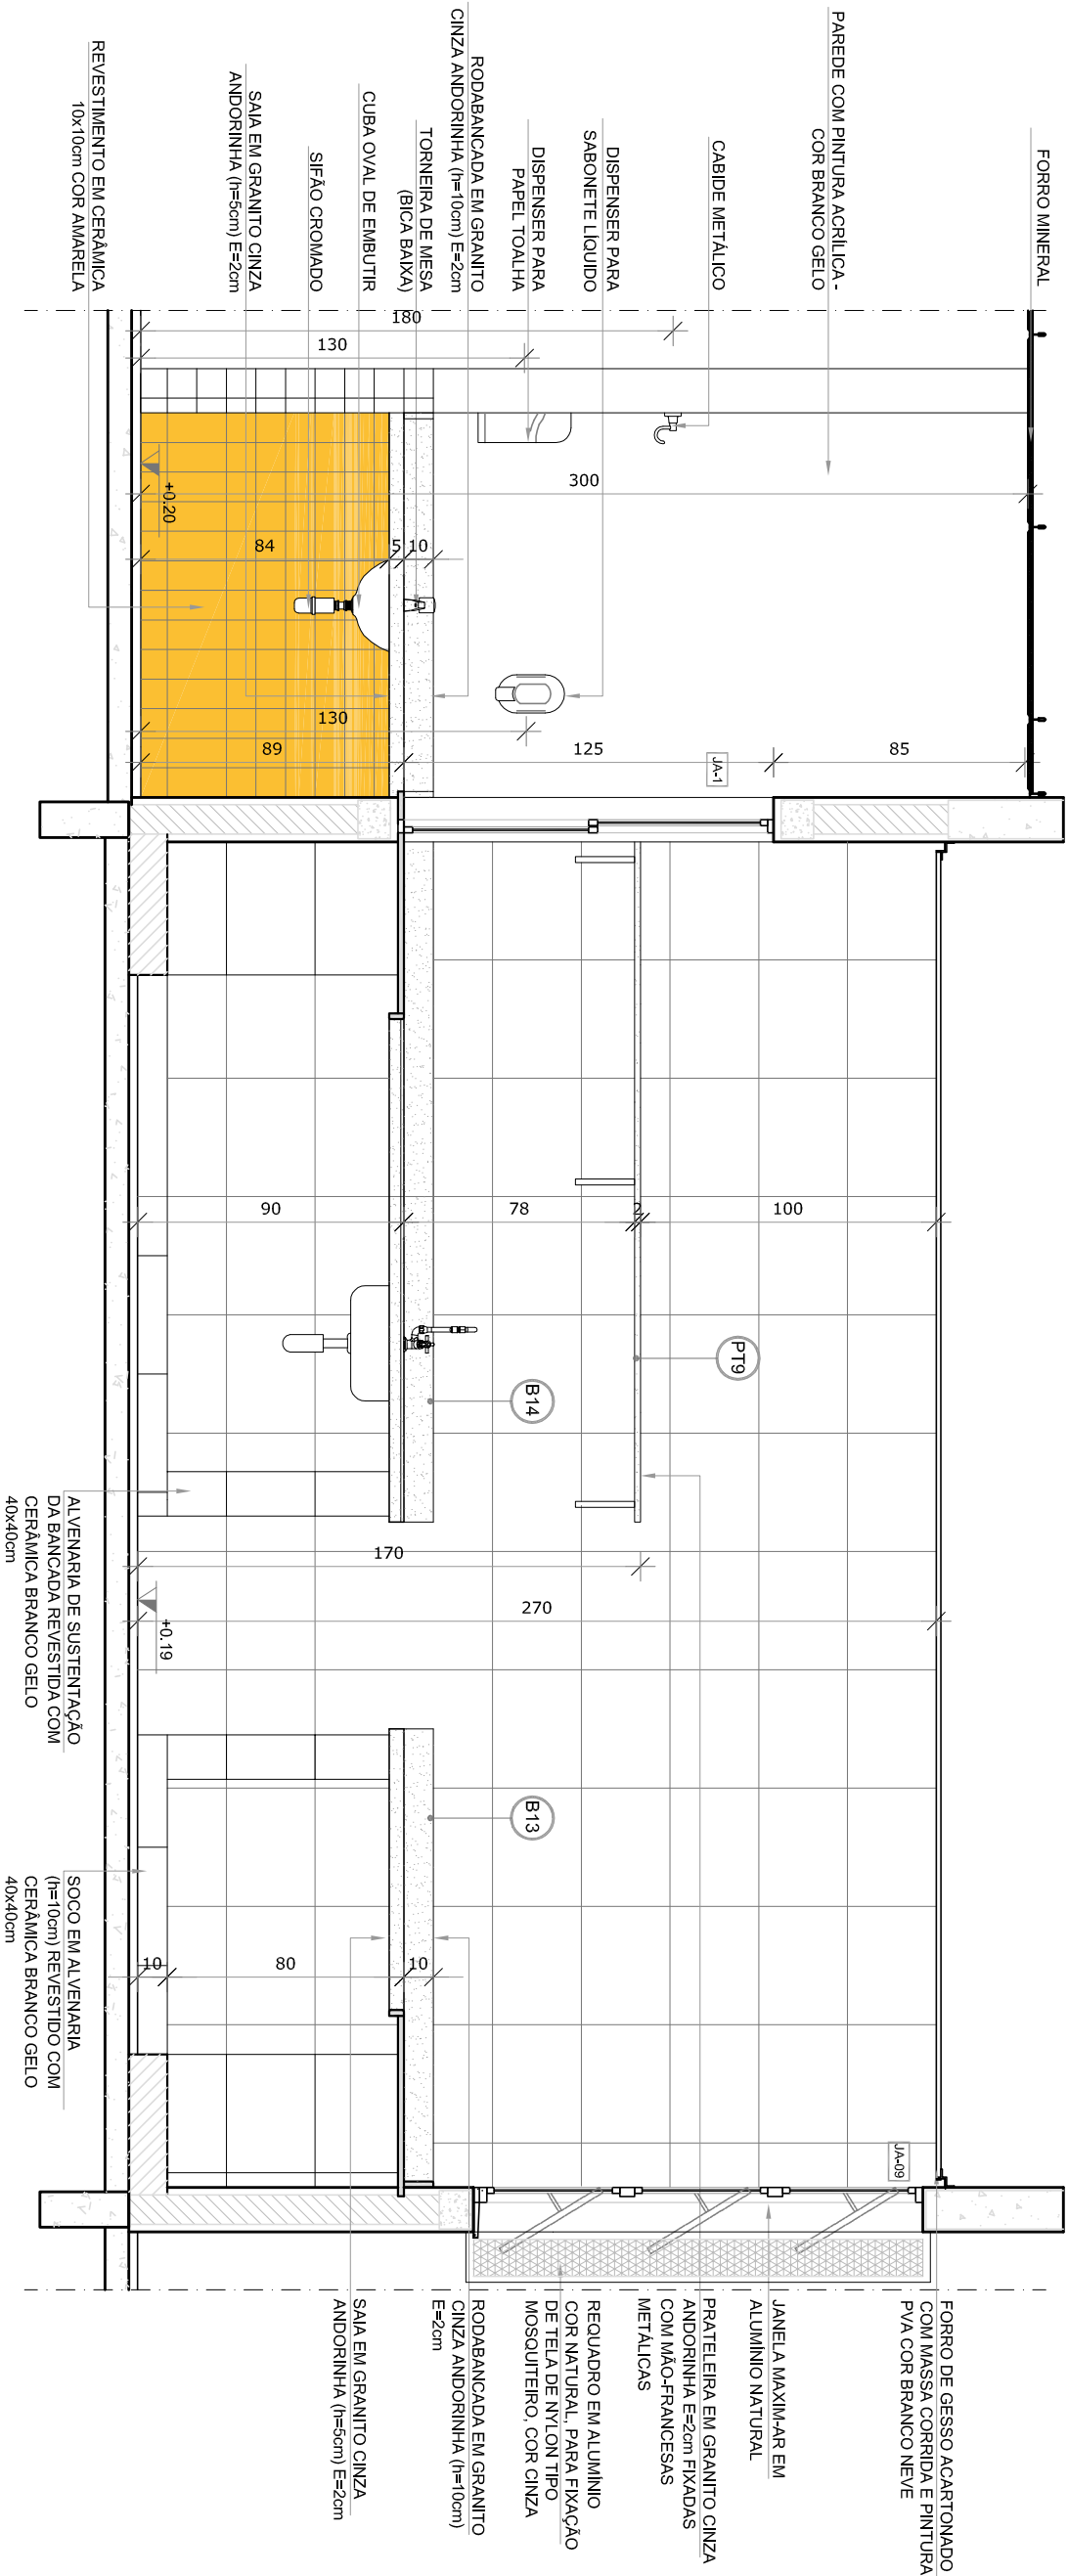 FORRO MINERAL
PAREDE COM PINTURA ACRÍLICA -
COR BRANCO GELO
CABIDE METÁLICO
DISPENSER PARA
SABONETE LÍQUIDO
DISPENSER PARA
PAPEL TOALHA
RODABANCADA EM GRANITO
CINZA ANDORINHA (h=10cm) E=2cm
TORNEIRA DE MESA
(BICA BAIXA)
CUBA OVAL DE EMBUTIR
SIFÃO CROMADO
SAIA EM GRANITO CINZA
ANDORINHA (h=5cm) E=2cm
REVESTIMENTO EM CERÂMICA
10x10cm COR AMARELA
180
130
300
+0.20
84
5
10
130
89
125
85
JA-1
90
78
2
100
PT9
B14
170
270
+0.19
B13
10
80
10
JA-09
ALVENARIA DE SUSTENTAÇÃO
DA BANCADA REVESTIDA COM
CERÂMICA BRANCO GELO
40x40cm
SOCO EM ALVENARIA
(h=10cm) REVESTIDO COM
CERÂMICA BRANCO GELO
40x40cm
FORRO DE GESSO ACARTONADO
COM MASSA CORRIDA E PINTURA
PVA COR BRANCO NEVE
JANELA MAXIM-AR EM
ALUMÍNIO NATURAL
PRATELEIRA EM GRANITO CINZA
ANDORINHA E=2cm FIXADAS
COM MÃO-FRANCESAS
METÁLICAS
REQUADRO EM ALUMÍNIO
COR NATURAL, PARA FIXAÇÃO
DE TELA DE NYLON TIPO
MOSQUITEIRO, COR CINZA
RODABANCADA EM GRANITO
CINZA ANDORINHA (h=10cm)
E=2cm
SAIA EM GRANITO CINZA
ANDORINHA (h=5cm) E=2cm